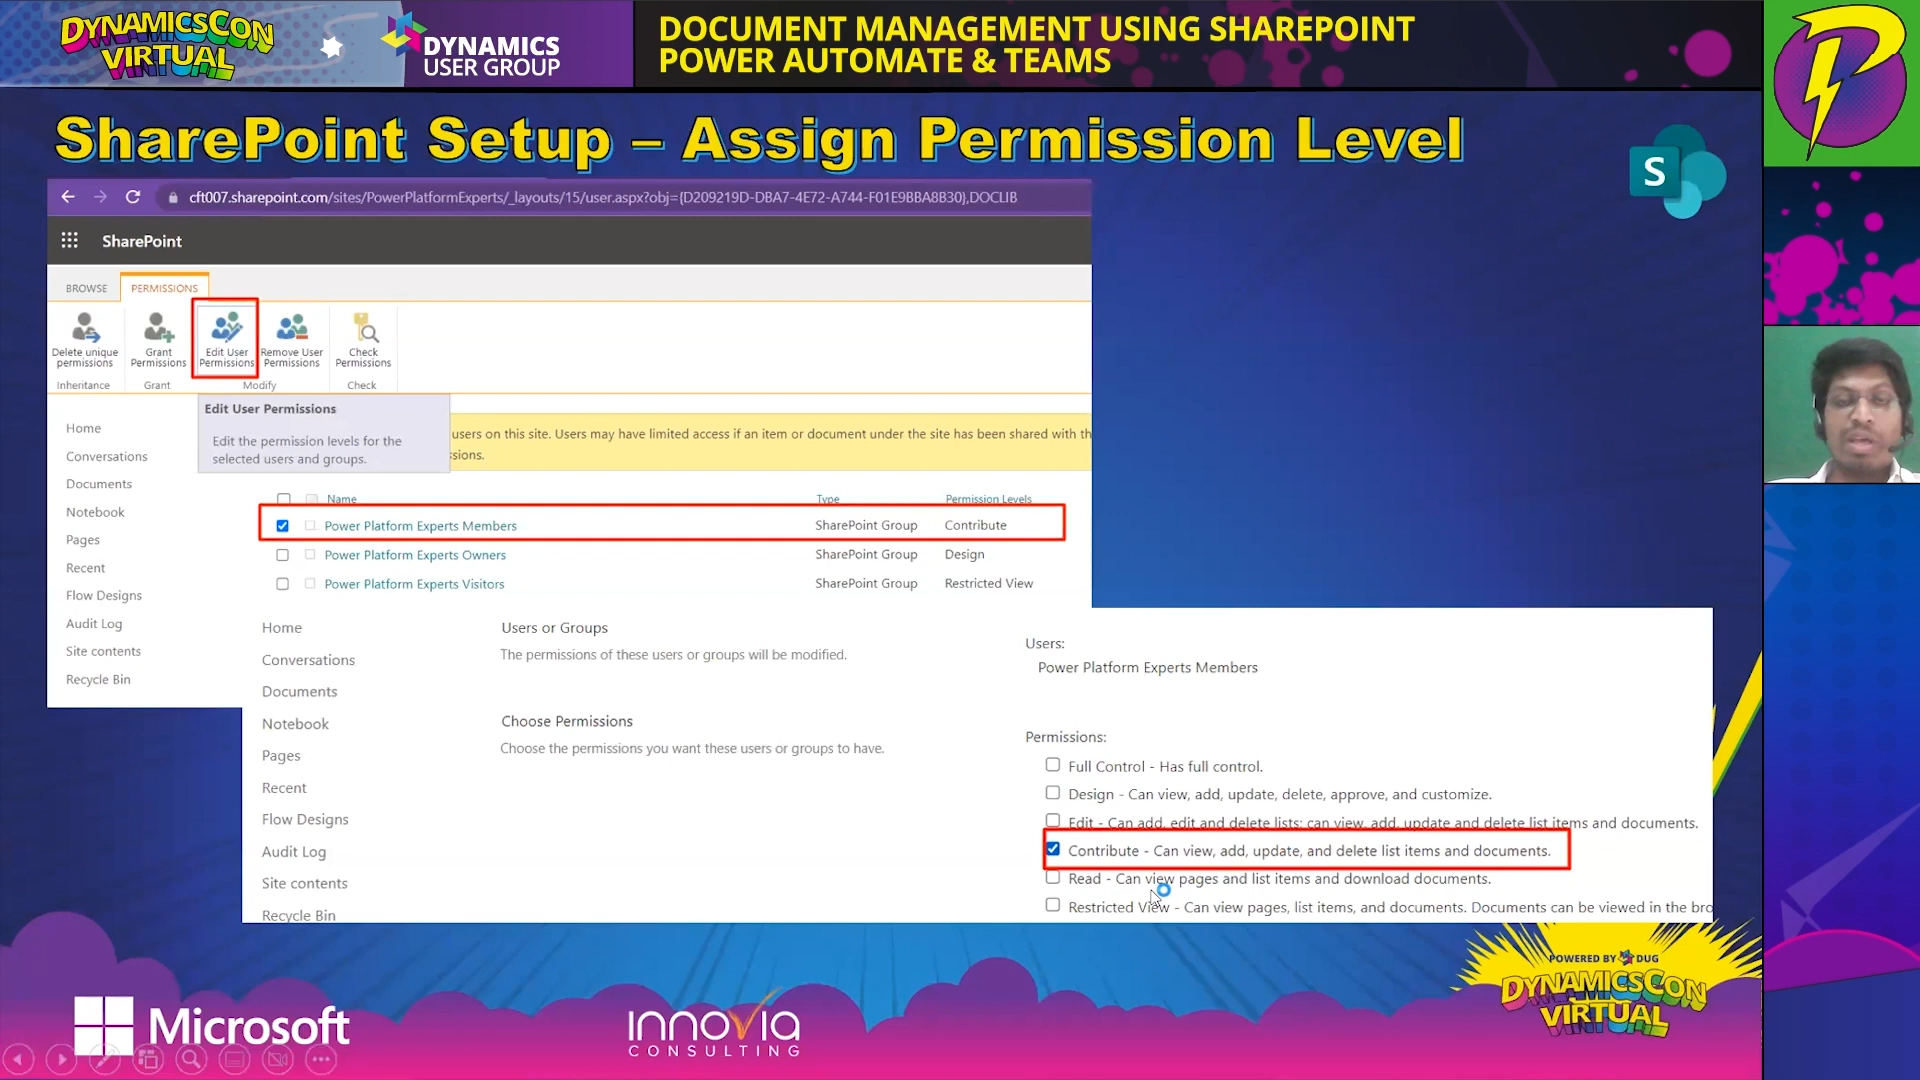 DYNAMICSCON
VIRTUAL
DYNAMICS
USER GROUP
DOCUMENT MANAGEMENT USING SHAREPOINT
POWER AUTOMATE & TEAMS
SharePoint Setup – Assign Permission Level
S
cft007.sharepoint.com/sites/PowerPlatformExperts/_layouts/15/user.aspx?obj={D209219D-DBA7-4E72-A744-F01E9BBA8B30},DOCLIB
SharePoint
BROWSE PERMISSIONS
Delete unique permissions
Grant Permissions
Edit User Permissions
Remove User Permissions
Check Permissions
Inheritance Grant Modify Check
Edit User Permissions
Edit the permission levels for the
selected users and groups.
users on this site. Users may have limited access if an item or document under the site has been shared with th
ssions.
Home
Conversations
Documents
Notebook
Pages
Recent
Flow Designs
Audit Log
Site contents
Recycle Bin
Name Type Permission Levels
Power Platform Experts Members SharePoint Group Contribute
Power Platform Experts Owners SharePoint Group Design
Power Platform Experts Visitors SharePoint Group Restricted View
Home
Conversations
Documents
Notebook
Pages
Recent
Flow Designs
Audit Log
Site contents
Recycle Bin
Users or Groups
The permissions of these users or groups will be modified.
Choose Permissions
Choose the permissions you want these users or groups to have.
Users:
Power Platform Experts Members
Permissions:
Full Control - Has full control.
Design - Can view, add, update, delete, approve, and customize.
Edit - Can add, edit and delete lists; can view, add, update and delete list items and documents.
Contribute - Can view, add, update, and delete list items and documents.
Read - Can view pages and list items and download documents.
Restricted View - Can view pages, list items, and documents. Documents can be viewed in the bro
Microsoft
INNOVIA
CONSULTING
POWERED BY DUG
DYNAMICSCON
VIRTUAL